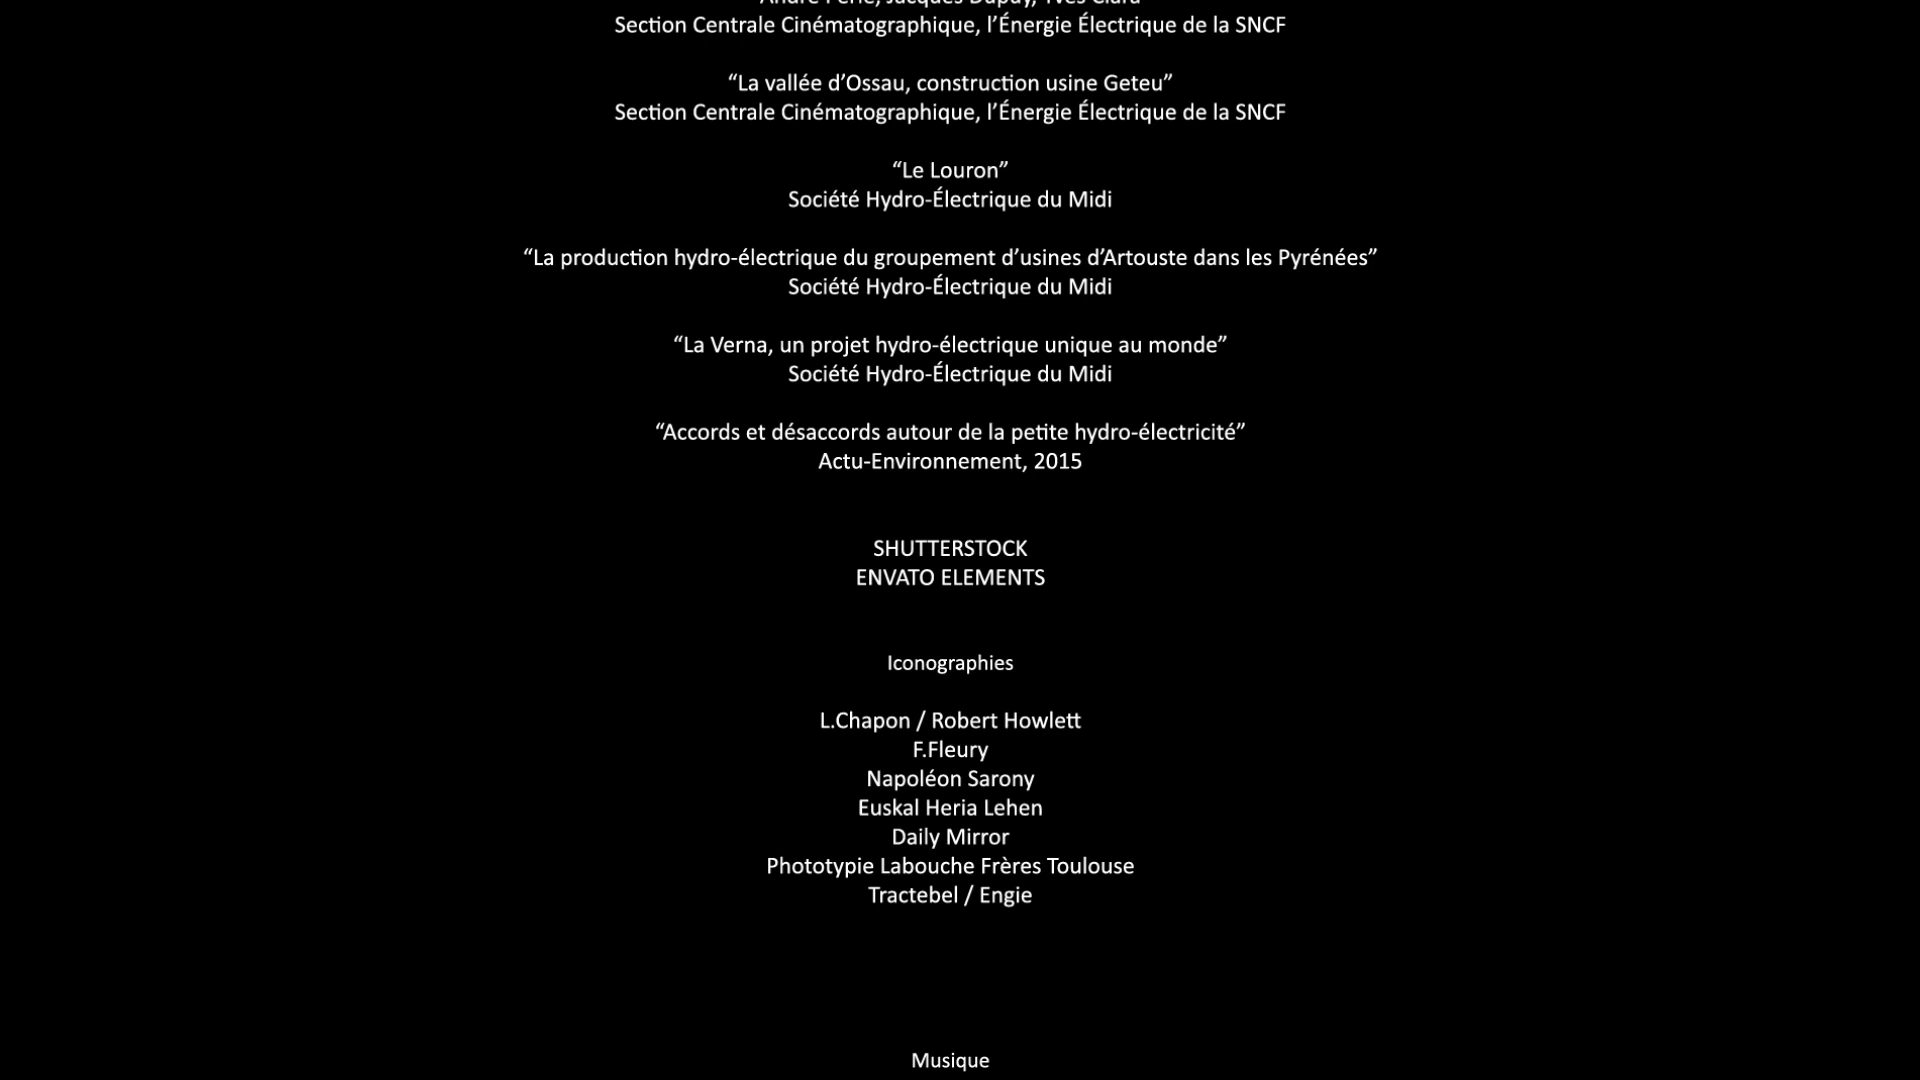 Section Centrale Cinématographique, l’Énergie Électrique de la SNCF
“La vallée d’Ossau, construction usine Geteu”
Section Centrale Cinématographique, l’Énergie Électrique de la SNCF
“Le Louron”
Société Hydro-Électrique du Midi
“La production hydro-électrique du groupement d’usines d’Artouste dans les Pyrénées”
Société Hydro-Électrique du Midi
“La Verna, un projet hydro-électrique unique au monde”
Société Hydro-Électrique du Midi
“Accords et désaccords autour de la petite hydro-électricité”
Actu-Environnement, 2015
SHUTTERSTOCK
ENVATO ELEMENTS
Iconographies
L.Chapon / Robert Howlett
F.Fleury
Napoléon Sarony
Euskal Heria Lehen
Daily Mirror
Phototypie Labouche Frères Toulouse
Tractebel / Engie
Musique